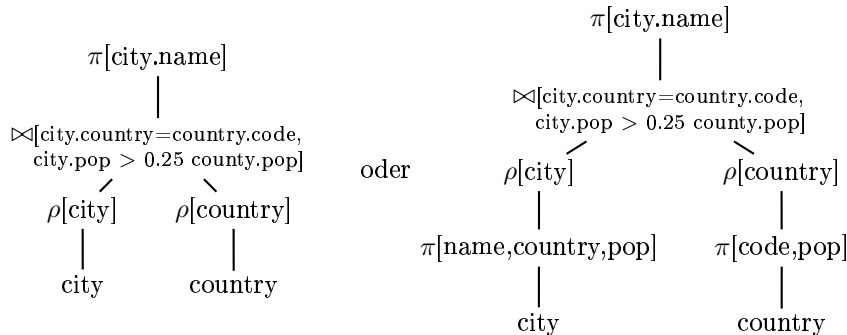 π[city.name]
⋈[city.country=country.code,
city.pop > 0.25 county.pop]
ρ[city] ρ[country]
city country
oder
π[city.name]
⋈[city.country=country.code,
city.pop > 0.25 county.pop]
ρ[city] ρ[country]
π[name,country,pop] π[code,pop]
city country